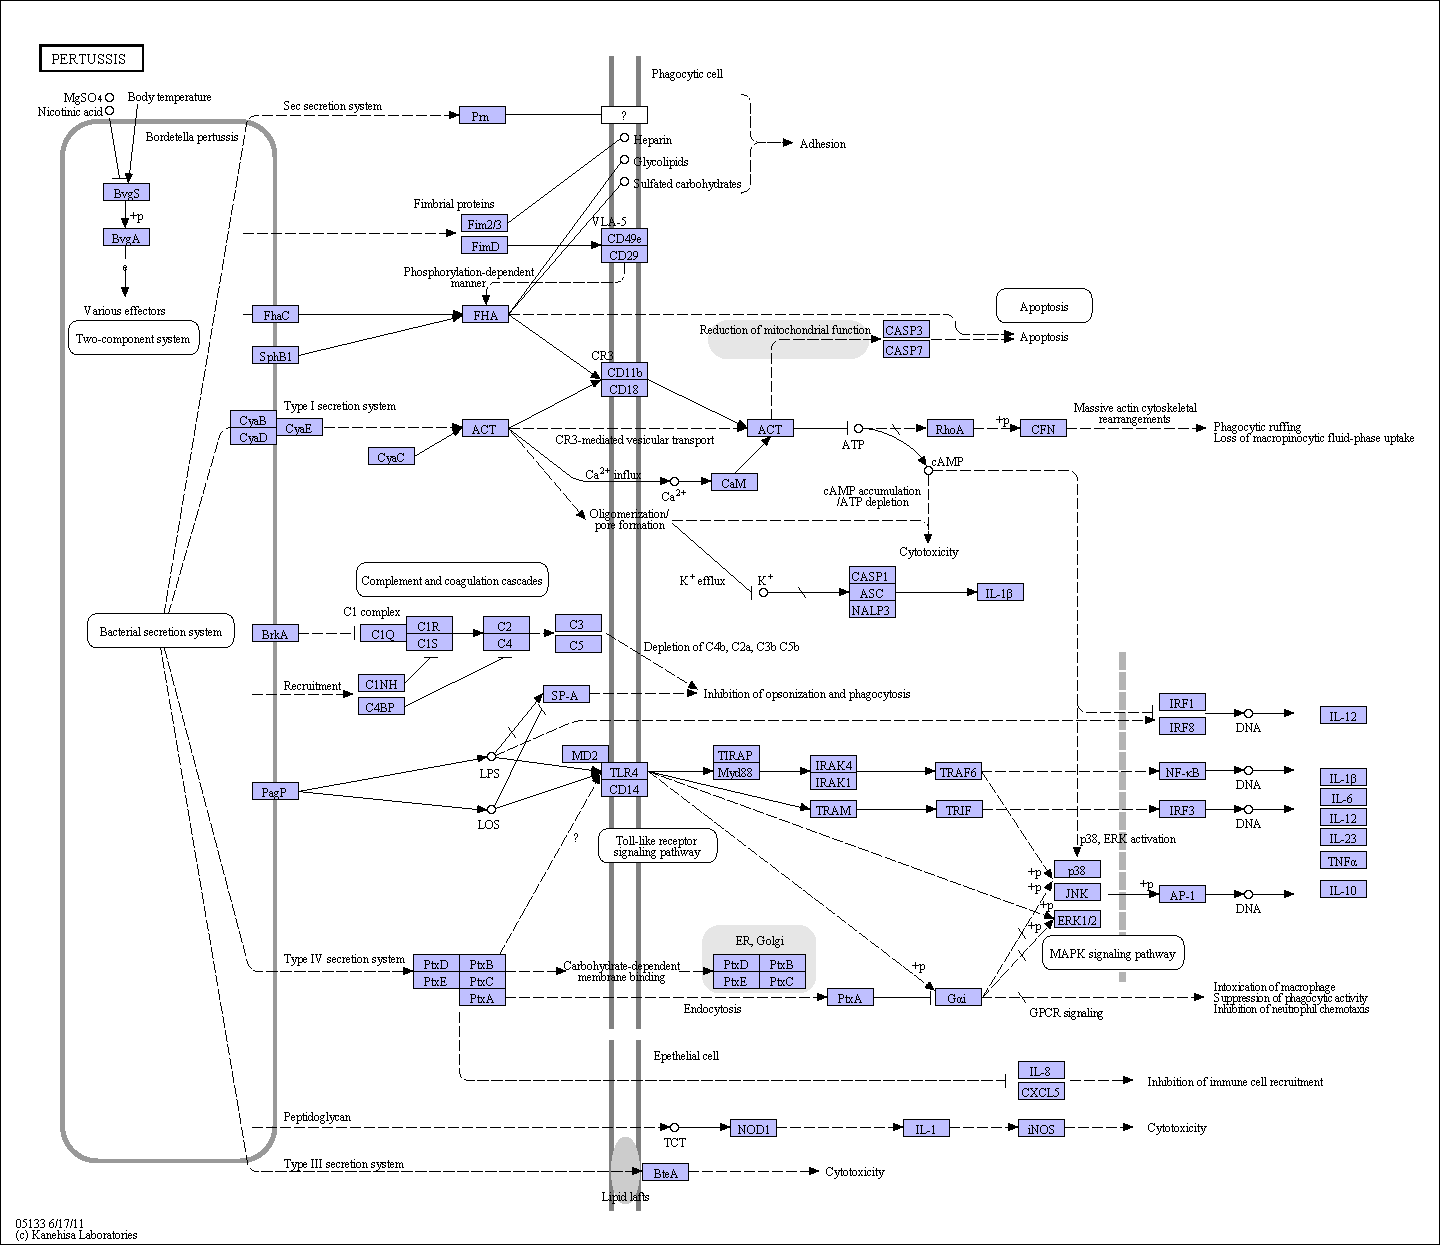 PERTUSSIS
Phagocytic cell
MgSO4
Body temperature
Nicotinic acid
Sec secretion system
Prn
?
Bordetella pertussis
Heparin
Adhesion
Glycolipids
Sulfated carbohydrates
BvgS
+p
Fimbrial proteins
Fim2/3
VLA-5
BvgA
FimD
CD49e
CD29
e
Phosphorylation-dependent
manner
Various effectors
FhaC
FHA
Apoptosis
Two-component system
Reduction of mitochondrial function
CASP3
CASP7
Apoptosis
SphB1
CR3
CD11b
CD18
Type I secretion system
CyaB
CyaD
CyaE
ACT
CR3-mediated vesicular transport
ACT
ATP
RhoA
+p
CFN
Massive actin cytoskeletal
rearrangements
Phagocytic ruffing
Loss of macropinocytic fluid-phase uptake
CyaC
Ca2+ influx
Ca2+
CaM
cAMP
cAMP accumulation
/ATP depletion
Oligomerization/
pore formation
Cytotoxicity
K+ efflux
K+
CASP1
ASC
NALP3
IL-1β
Complement and coagulation cascades
C1 complex
Bacterial secretion system
BrkA
C1Q
C1R
C1S
C2
C4
C3
C5
Depletion of C4b, C2a, C3b C5b
Recruitment
C1NH
C4BP
SP-A
Inhibition of opsonization and phagocytosis
IRF1
IRF8
DNA
IL-12
LPS
MD2
TLR4
CD14
TIRAP
Myd88
IRAK4
IRAK1
TRAF6
NF-κB
DNA
IL-1β
IL-6
PagP
LOS
TRAM
TRIF
IRF3
DNA
IL-12
IL-23
TNFα
?
Toll-like receptor
signaling pathway
p38, ERK activation
+p
p38
+p
JNK
+p
AP-1
DNA
IL-10
+p
ERK1/2
+p
MAPK signaling pathway
ER, Golgi
Type IV secretion system
PtxD
PtxB
PtxE
PtxC
PtxA
Carbohydrate-dependent
membrane binding
PtxD
PtxB
PtxE
PtxC
+p
Endocytosis
PtxA
Gαi
GPCR signaling
Intoxication of macrophage
Suppression of phagocytic activity
Inhibition of neutrophil chemotaxis
Epethelial cell
IL-8
CXCL5
Inhibition of immune cell recruitment
Peptidoglycan
TCT
NOD1
IL-1
iNOS
Cytotoxicity
Type III secretion system
BteA
Cytotoxicity
Lipid lafts
05133 6/17/11
(c) Kanehisa Laboratories